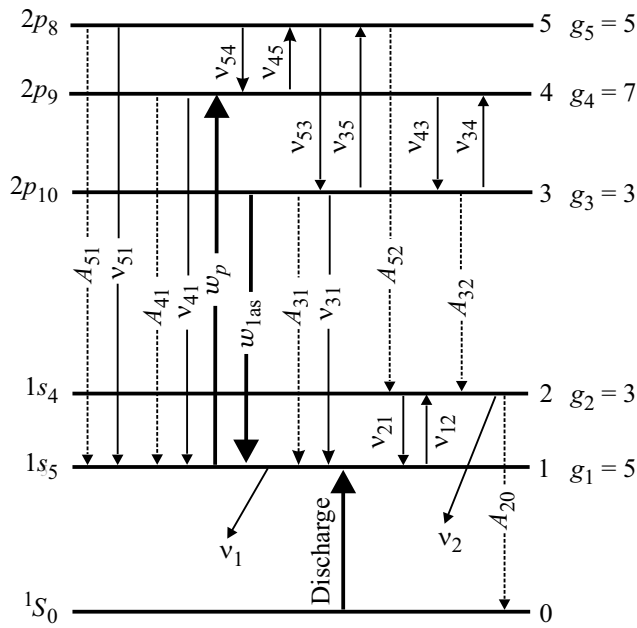 2p₈ 5 g₅ = 5
ν₅₄ ν₄₅
2p₉ 4 g₄ = 7
ν₅₃ ν₃₅ ν₄₃ ν₃₄
2p₁₀ 3 g₃ = 3
A₅₁ ν₅₁ A₄₁ ν₄₁ w_p w_las A₃₁ ν₃₁ A₅₂ A₃₂
1s₄ 2 g₂ = 3
ν₂₁ ν₁₂
1s₅ 1 g₁ = 5
ν₁ Discharge ν₂ A₂₀
¹S₀ 0